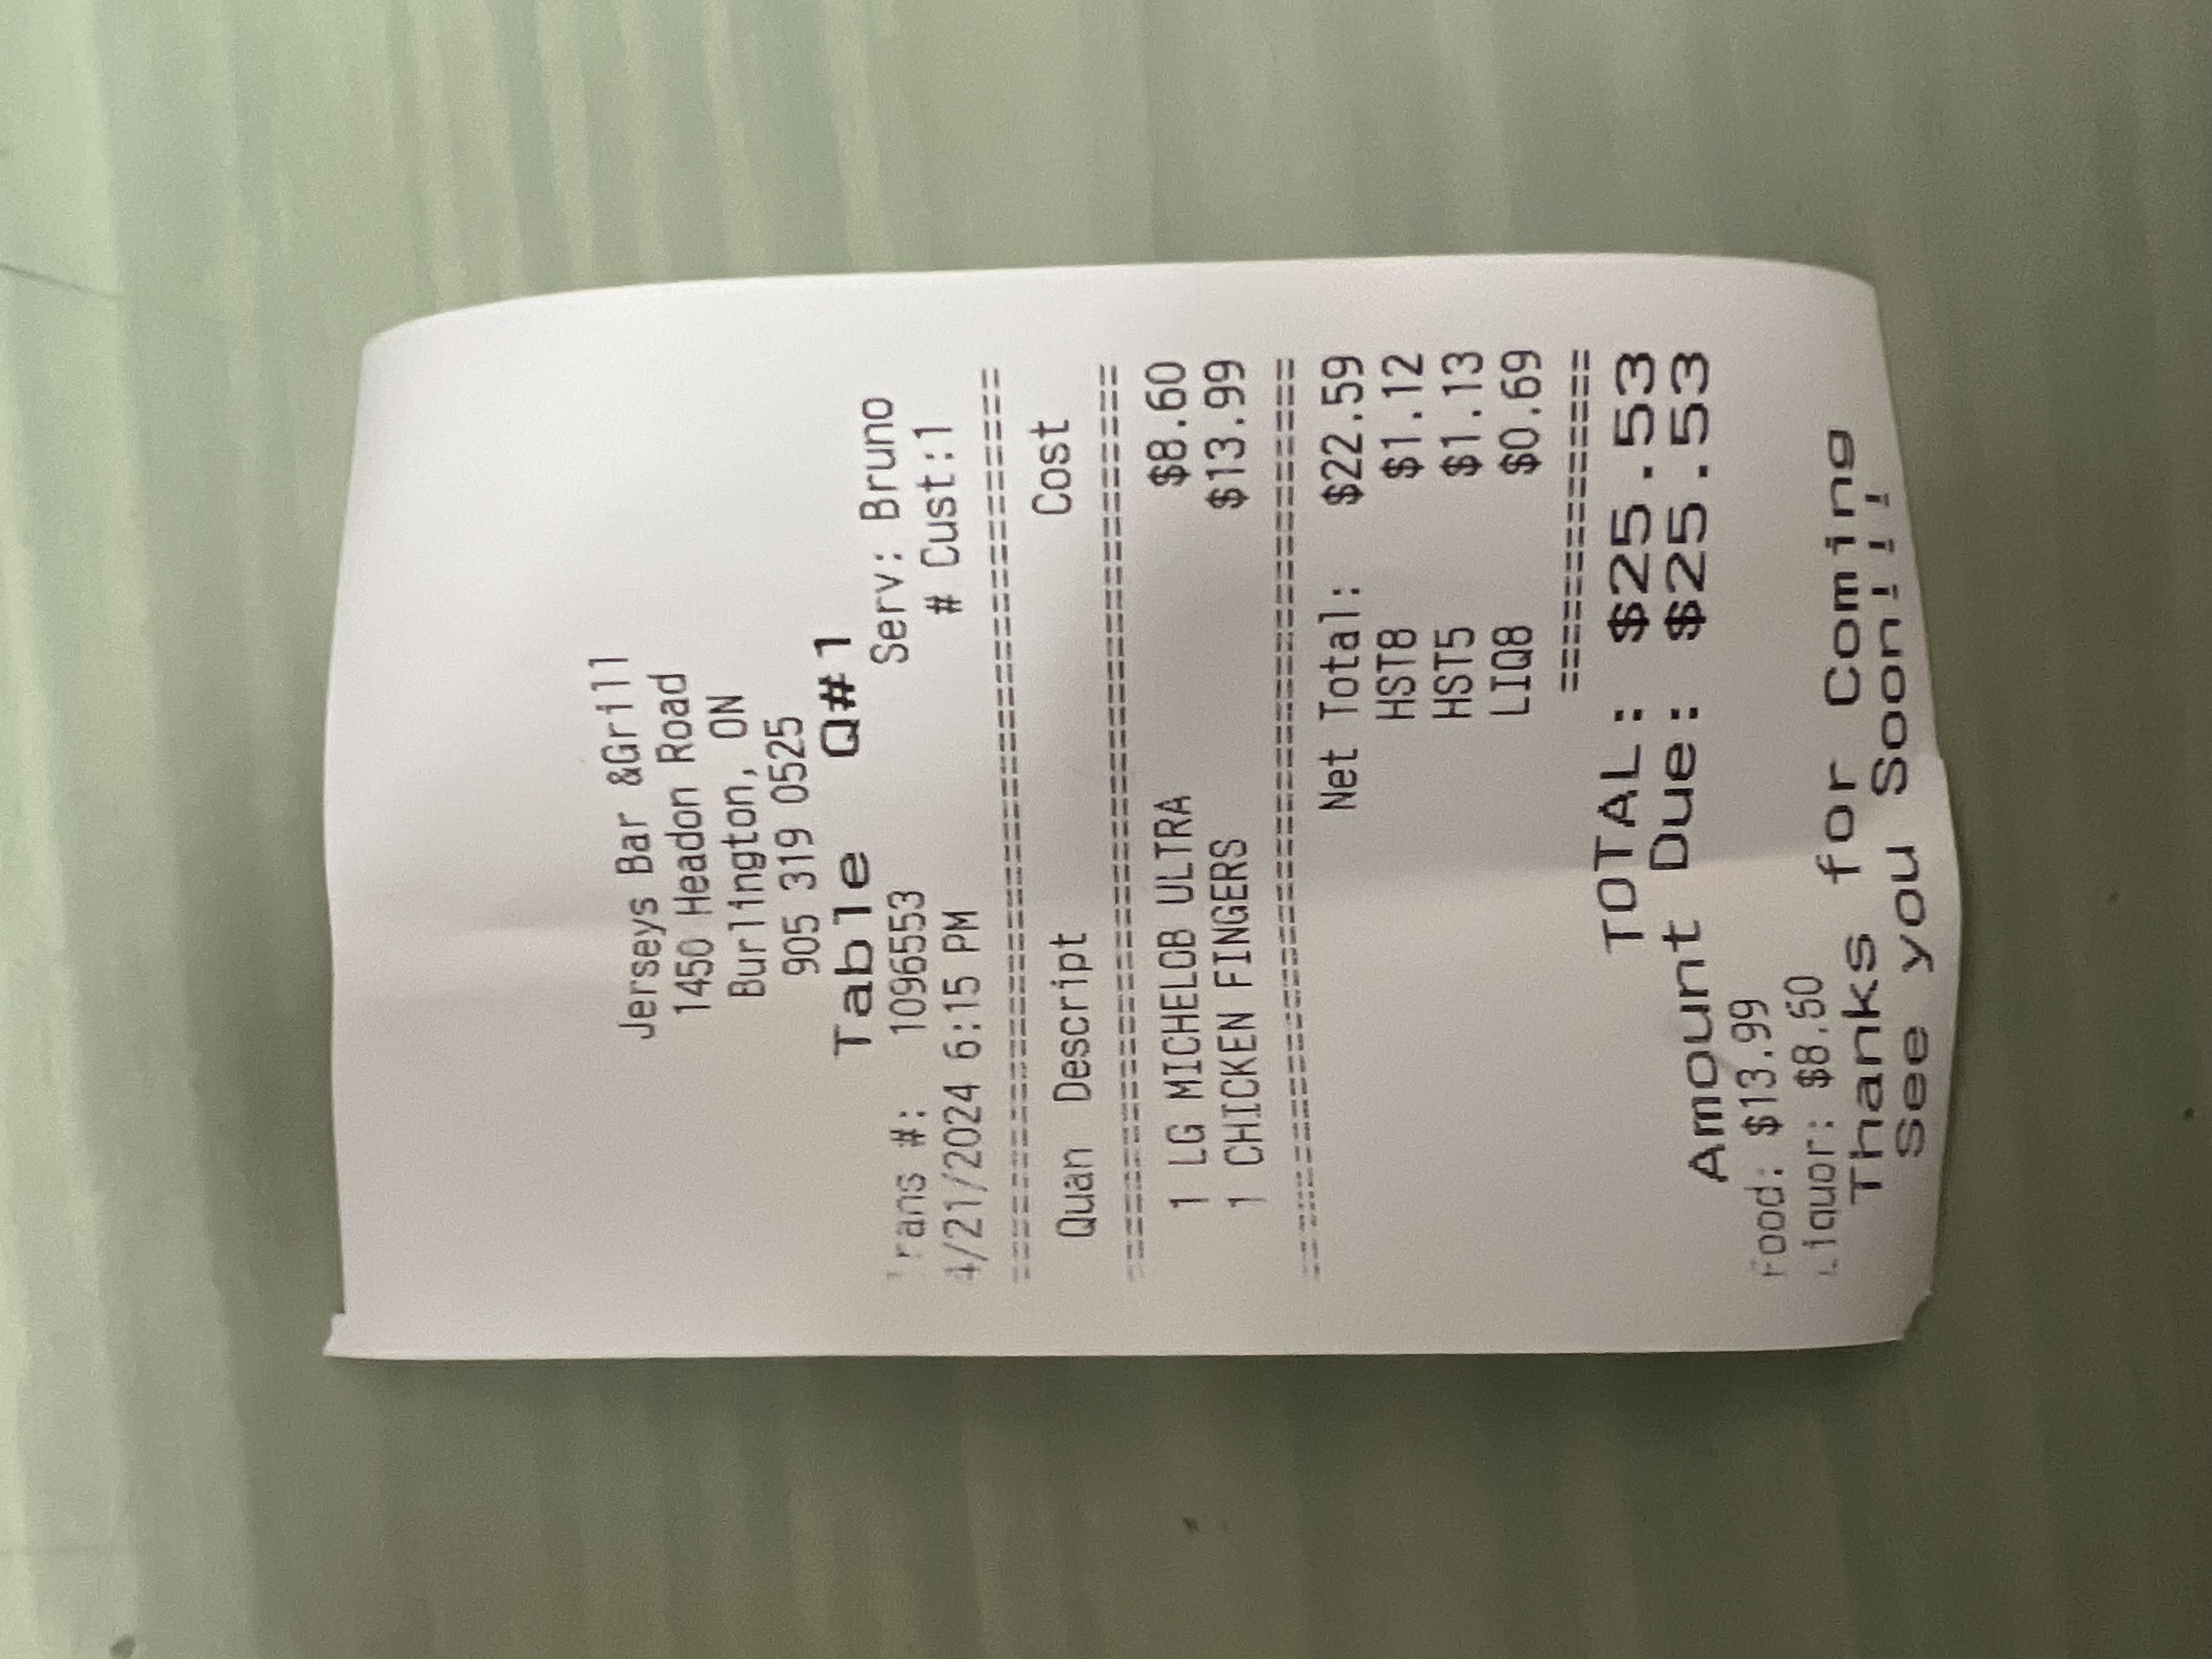 Jerseys Bar &Grill
1450 Headon Road
Burlington, ON
905 319 0525
Table Q#1
Trans #: 1096553 Serv: Bruno
4/21/2024 6:15 PM # Cust:1
==========================================
Quan Descript Cost
==========================================
1 LG MICHELOB ULTRA $8.60
1 CHICKEN FINGERS $13.99
==========================================
Net Total: $22.59
HST8 $1.12
HST5 $1.13
LIQ8 $0.69
===============
TOTAL: $25.53
Amount Due: $25.53
Food: $13.99
Liquor: $8.60
Thanks for Coming
See you Soon!!!